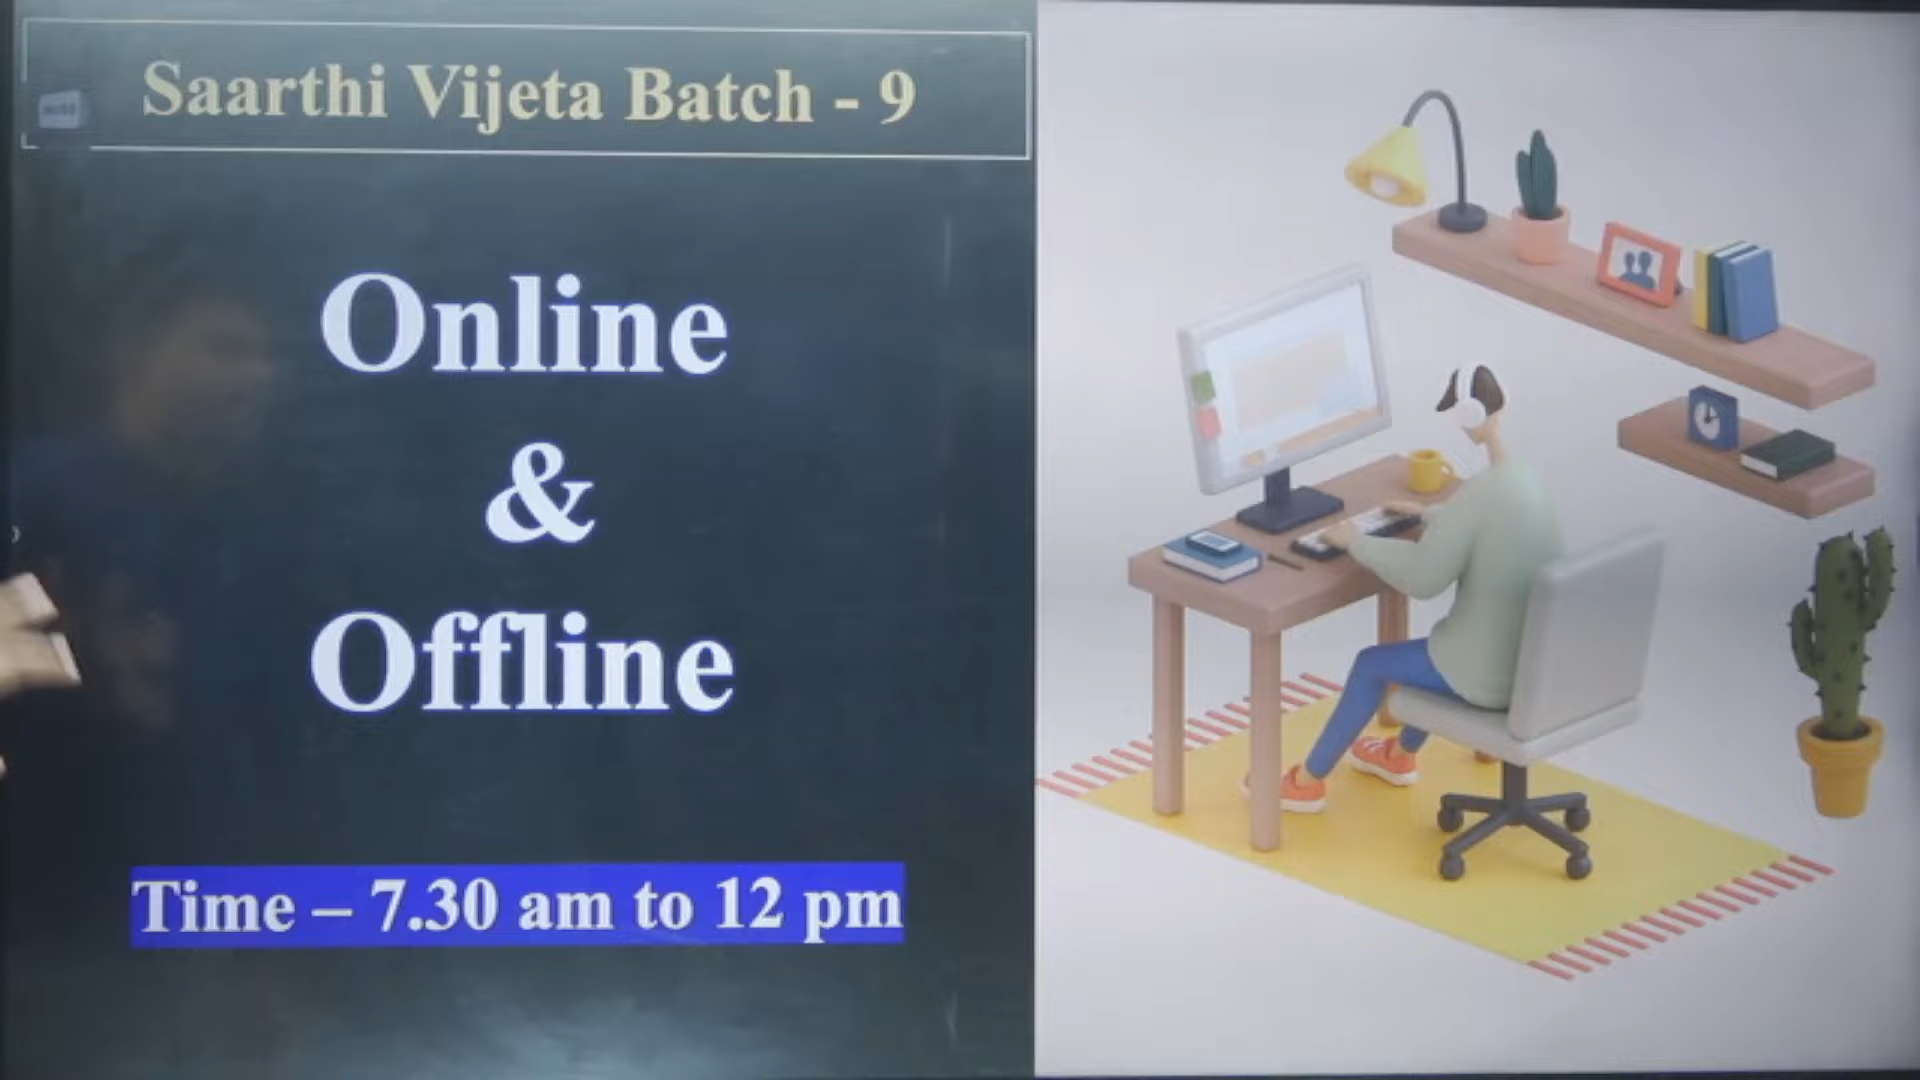 Saarthi Vijeta Batch - 9
Online
&
Offline
Time – 7.30 am to 12 pm